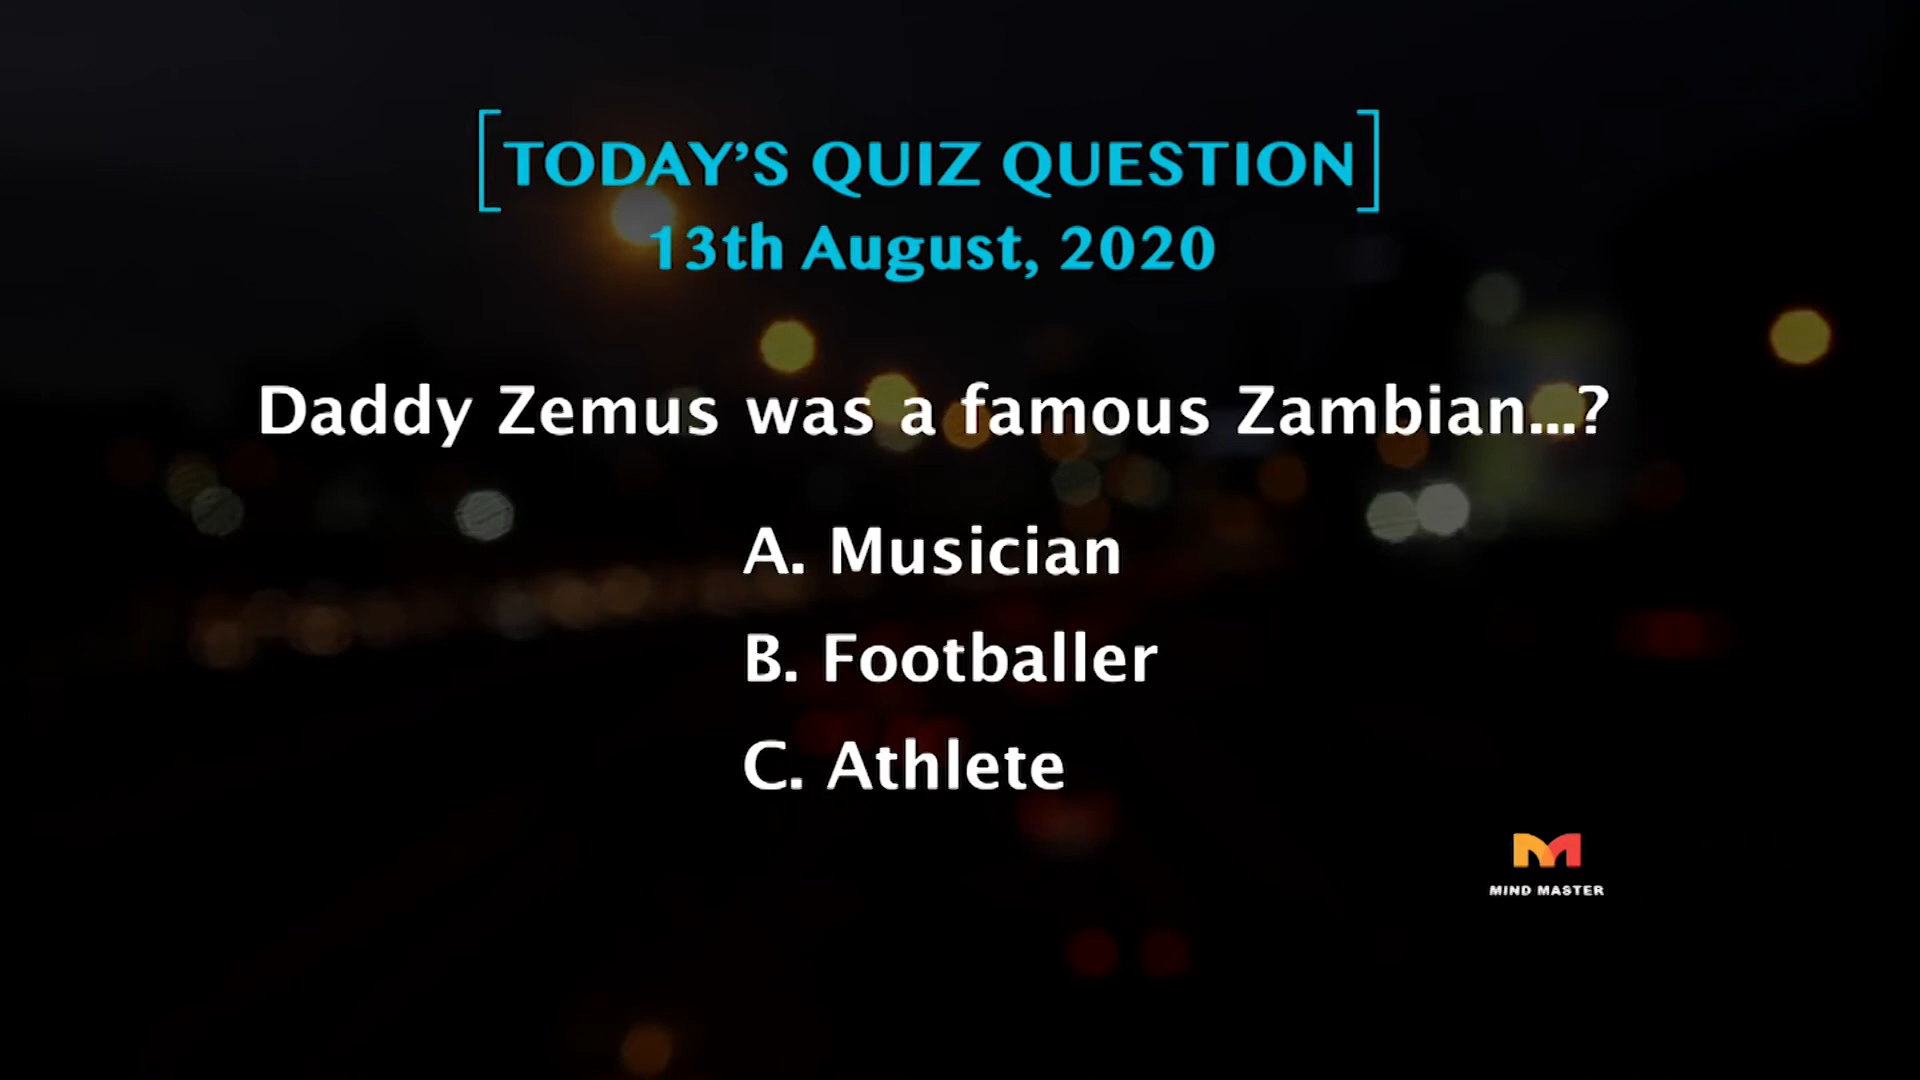 [TODAY’S QUIZ QUESTION]
13th August, 2020
Daddy Zemus was a famous Zambian...?
A. Musician
B. Footballer
C. Athlete
MIND MASTER